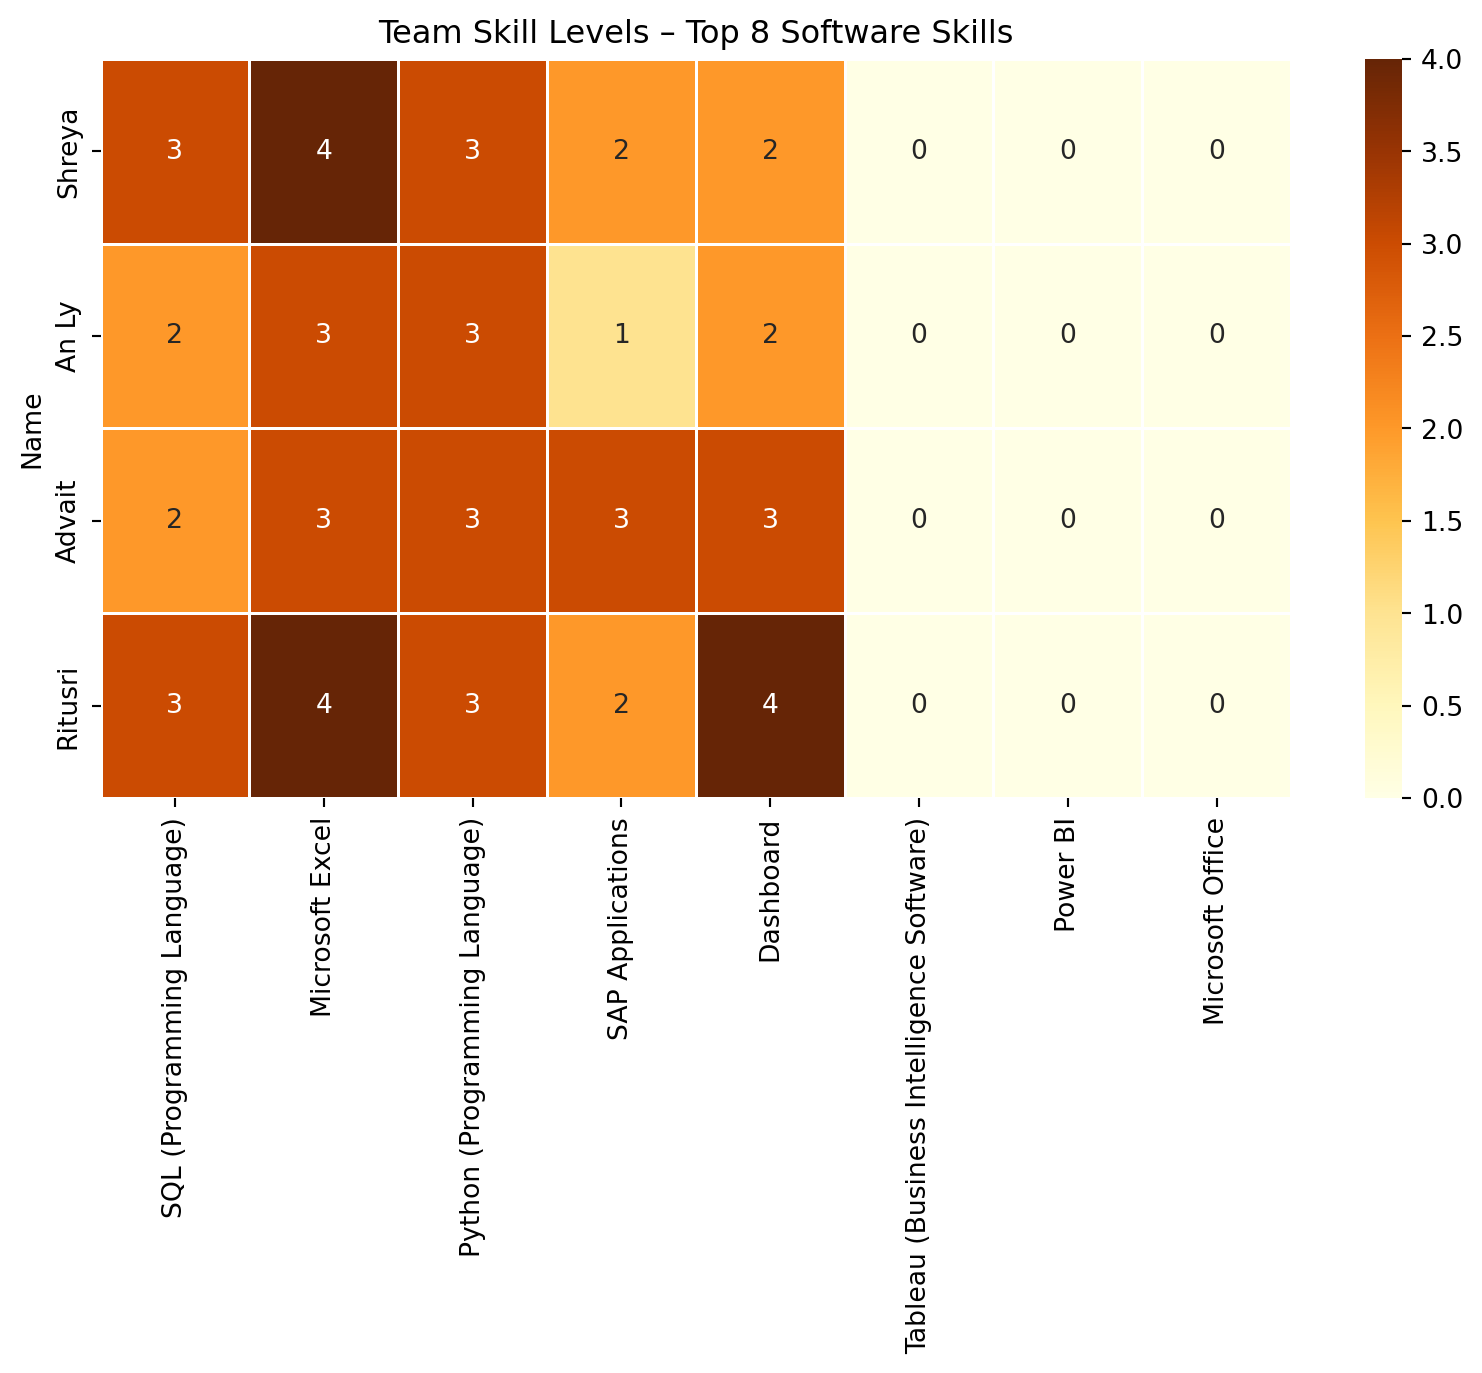 Team Skill Levels – Top 8 Software Skills
Name
Shreya
3 4 3 2 2 0 0 0
An Ly
2 3 3 1 2 0 0 0
Advait
2 3 3 3 3 0 0 0
Ritusri
3 4 3 2 4 0 0 0
SQL (Programming Language)
Microsoft Excel
Python (Programming Language)
SAP Applications
Dashboard
Tableau (Business Intelligence Software)
Power BI
Microsoft Office
4.0
3.5
3.0
2.5
2.0
1.5
1.0
0.5
0.0